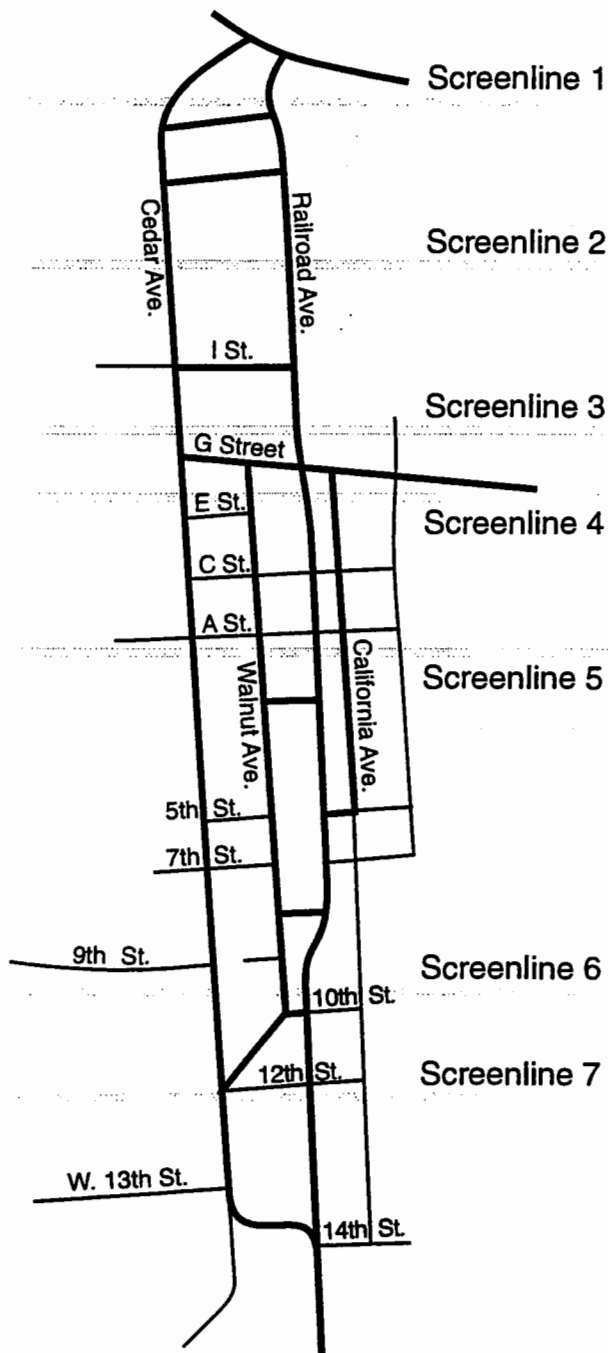 Screenline 1
Cedar Ave.
Railroad Ave.
Screenline 2
I St.
Screenline 3
G Street
E St.
Screenline 4
C St.
A St.
Walnut Ave.
California Ave.
Screenline 5
5th St.
7th St.
9th St.
Screenline 6
10th St.
12th St.
Screenline 7
W. 13th St.
14th St.